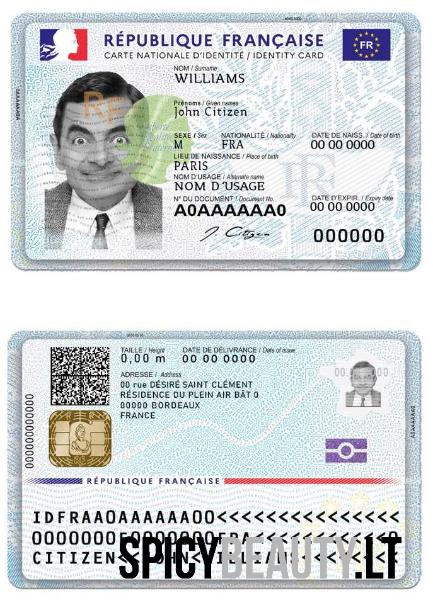 RÉPUBLIQUE FRANÇAISE
FR
CARTE NATIONALE D'IDENTITÉ / IDENTITY CARD
NOM / Surname
WILLIAMS
Prénoms / Given names
John Citizen
SEXE / Sex NATIONALITÉ / Nationality DATE DE NAISS. / Date of birth
M FRA 00 00 0000
LIEU DE NAISSANCE / Place of birth
PARIS
NOM D'USAGE / Alternate name
NOM D'USAGE
N° DU DOCUMENT / Document No. DATE D'EXPIR. / Expiry date
A0AAAAAA0 00 00 0000
J. Citizen 000000
RF
TAILLE / Height DATE DE DÉLIVRANCE / Date of issue
0,00 m 00 00 0000
ADRESSE / Address
00 rue DÉSIRÉ SAINT CLÉMENT
RÉSIDENCE DU PLEIN AIR BÂT 0
00000 BORDEAUX
FRANCE
000000000000
RÉPUBLIQUE FRANÇAISE
IDFRAA0AAAAAA00<<<<<<<<<<<<<<<
CITIZEN
SPICYBEAUTY.LT